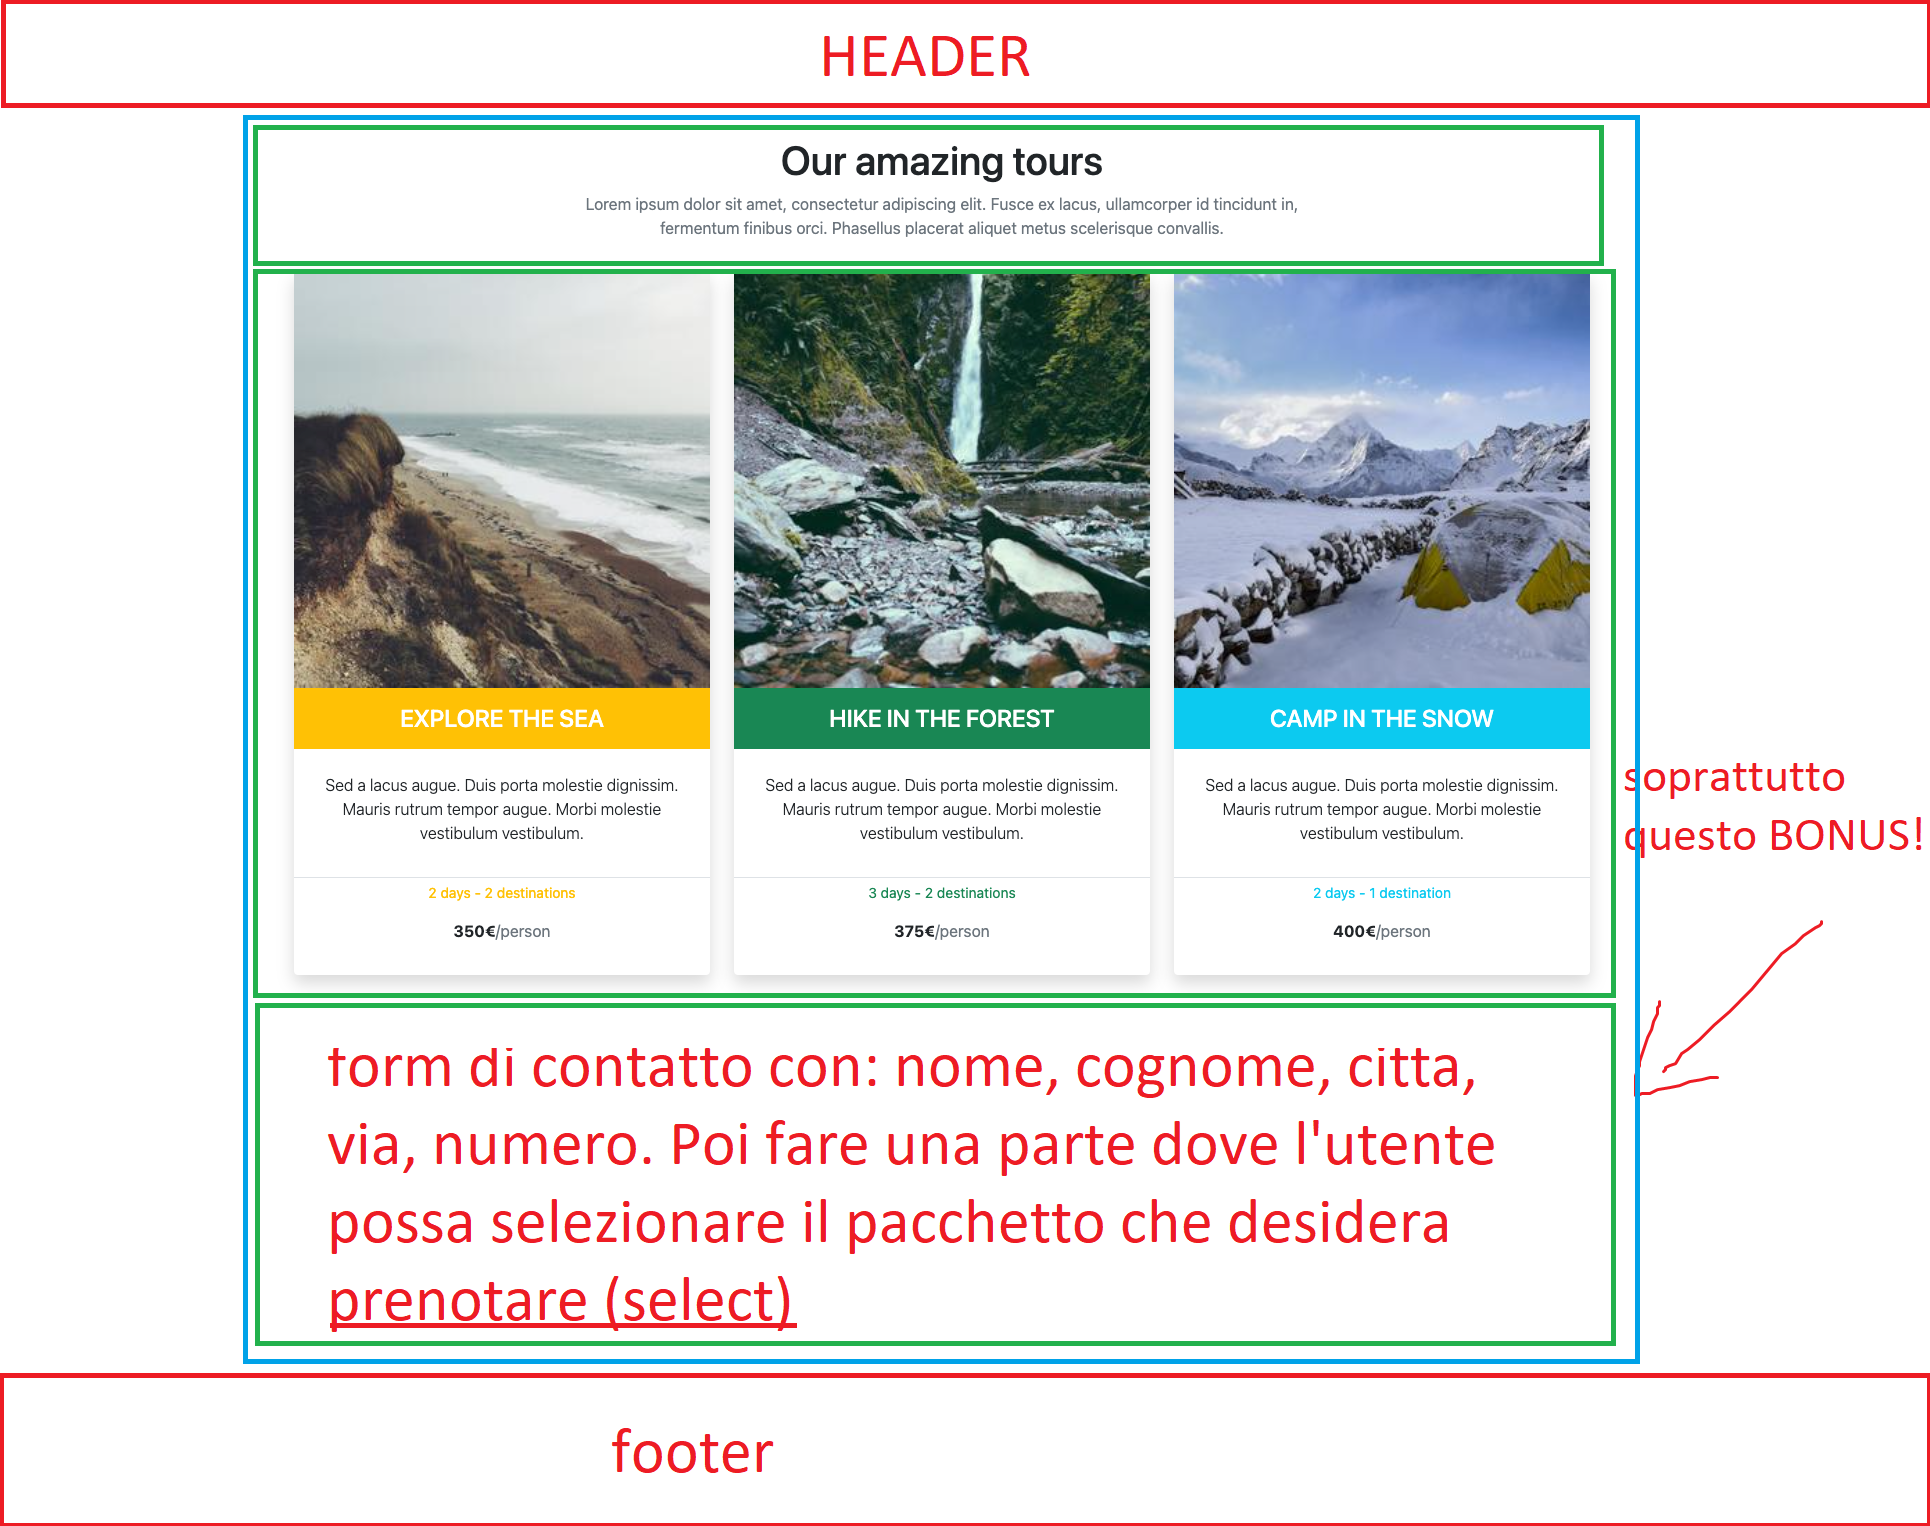 HEADER
Our amazing tours
Lorem ipsum dolor sit amet, consectetur adipiscing elit. Fusce ex lacus, ullamcorper id tincidunt in,
fermentum finibus orci. Phasellus placerat aliquet metus scelerisque convallis.
EXPLORE THE SEA
Sed a lacus augue. Duis porta molestie dignissim.
Mauris rutrum tempor augue. Morbi molestie
vestibulum vestibulum.
2 days - 2 destinations
350€/person
HIKE IN THE FOREST
Sed a lacus augue. Duis porta molestie dignissim.
Mauris rutrum tempor augue. Morbi molestie
vestibulum vestibulum.
3 days - 2 destinations
375€/person
CAMP IN THE SNOW
Sed a lacus augue. Duis porta molestie dignissim.
Mauris rutrum tempor augue. Morbi molestie
vestibulum vestibulum.
2 days - 1 destination
400€/person
soprattutto
questo BONUS!
form di contatto con: nome, cognome, citta,
via, numero. Poi fare una parte dove l'utente
possa selezionare il pacchetto che desidera
prenotare (select)
footer